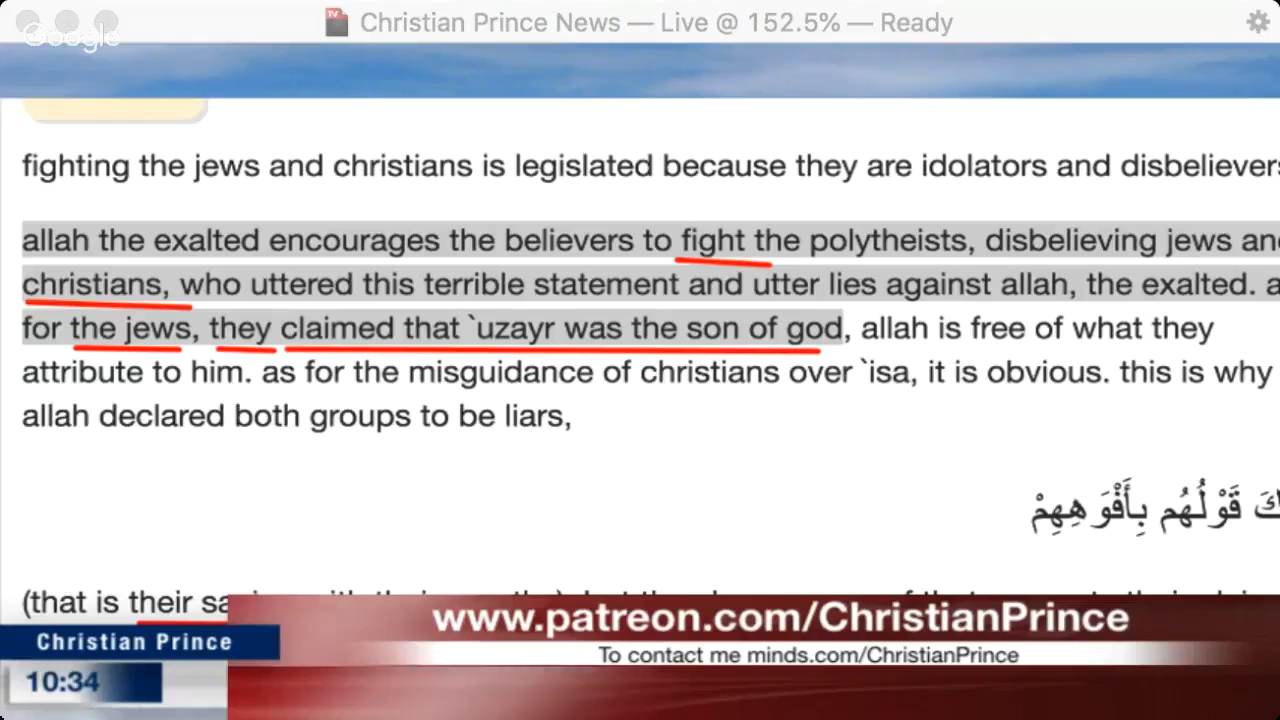 Christian Prince News — Live @ 152.5% — Ready
Google
fighting the jews and christians is legislated because they are idolators and disbelievers
allah the exalted encourages the believers to fight the polytheists, disbelieving jews and
christians, who uttered this terrible statement and utter lies against allah, the exalted. a
for the jews, they claimed that `uzayr was the son of god, allah is free of what they
attribute to him. as for the misguidance of christians over `isa, it is obvious. this is why
allah declared both groups to be liars,
قَوْلُهُم بِأَفْوَهِهِمْ
(that is their
www.patreon.com/ChristianPrince
Christian Prince
To contact me minds.com/ChristianPrince
10:34